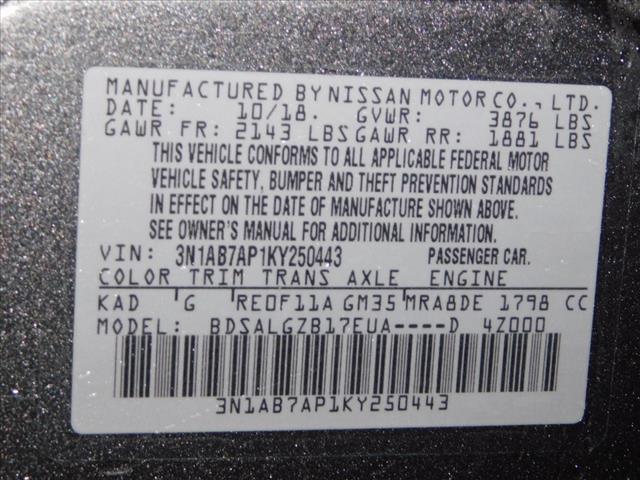 MANUFACTURED BY NISSAN MOTOR CO., LTD.
DATE: 10/18. GVWR: 3876 LBS
GAWR FR: 2143 LBS GAWR RR: 1881 LBS
THIS VEHICLE CONFORMS TO ALL APPLICABLE FEDERAL MOTOR
VEHICLE SAFETY, BUMPER AND THEFT PREVENTION STANDARDS
IN EFFECT ON THE DATE OF MANUFACTURE SHOWN ABOVE.
SEE OWNER'S MANUAL FOR ADDITIONAL INFORMATION.
VIN: 3N1AB7AP1KY250443 PASSENGER CAR.
COLOR TRIM TRANS AXLE ENGINE
KAD G RE0F11A GM35 MRA8DE 1798 CC
MODEL: BDSALGZB17EUA----D 4Z000
3N1AB7AP1KY250443